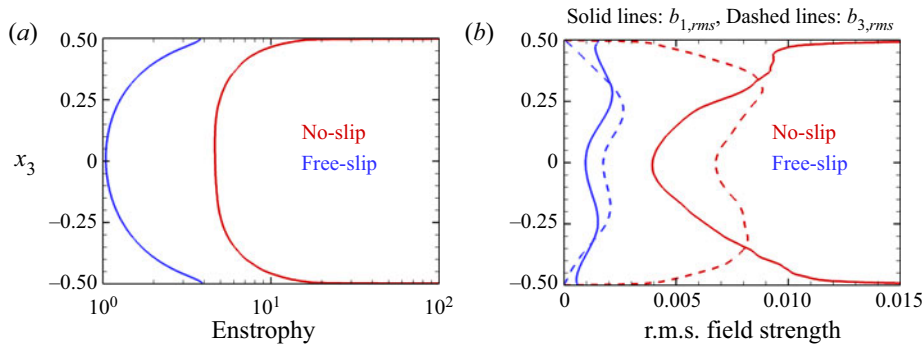 Solid lines: b1,rms, Dashed lines: b3,rms
(a) (b)
0.50 0.50
0.25 0.25
No-slip No-slip
x3 0 0 Free-slip Free-slip
–0.25 –0.25
–0.50 –0.50
10^0 10^1 10^2 0 0.005 0.010 0.015
Enstrophy r.m.s. field strength